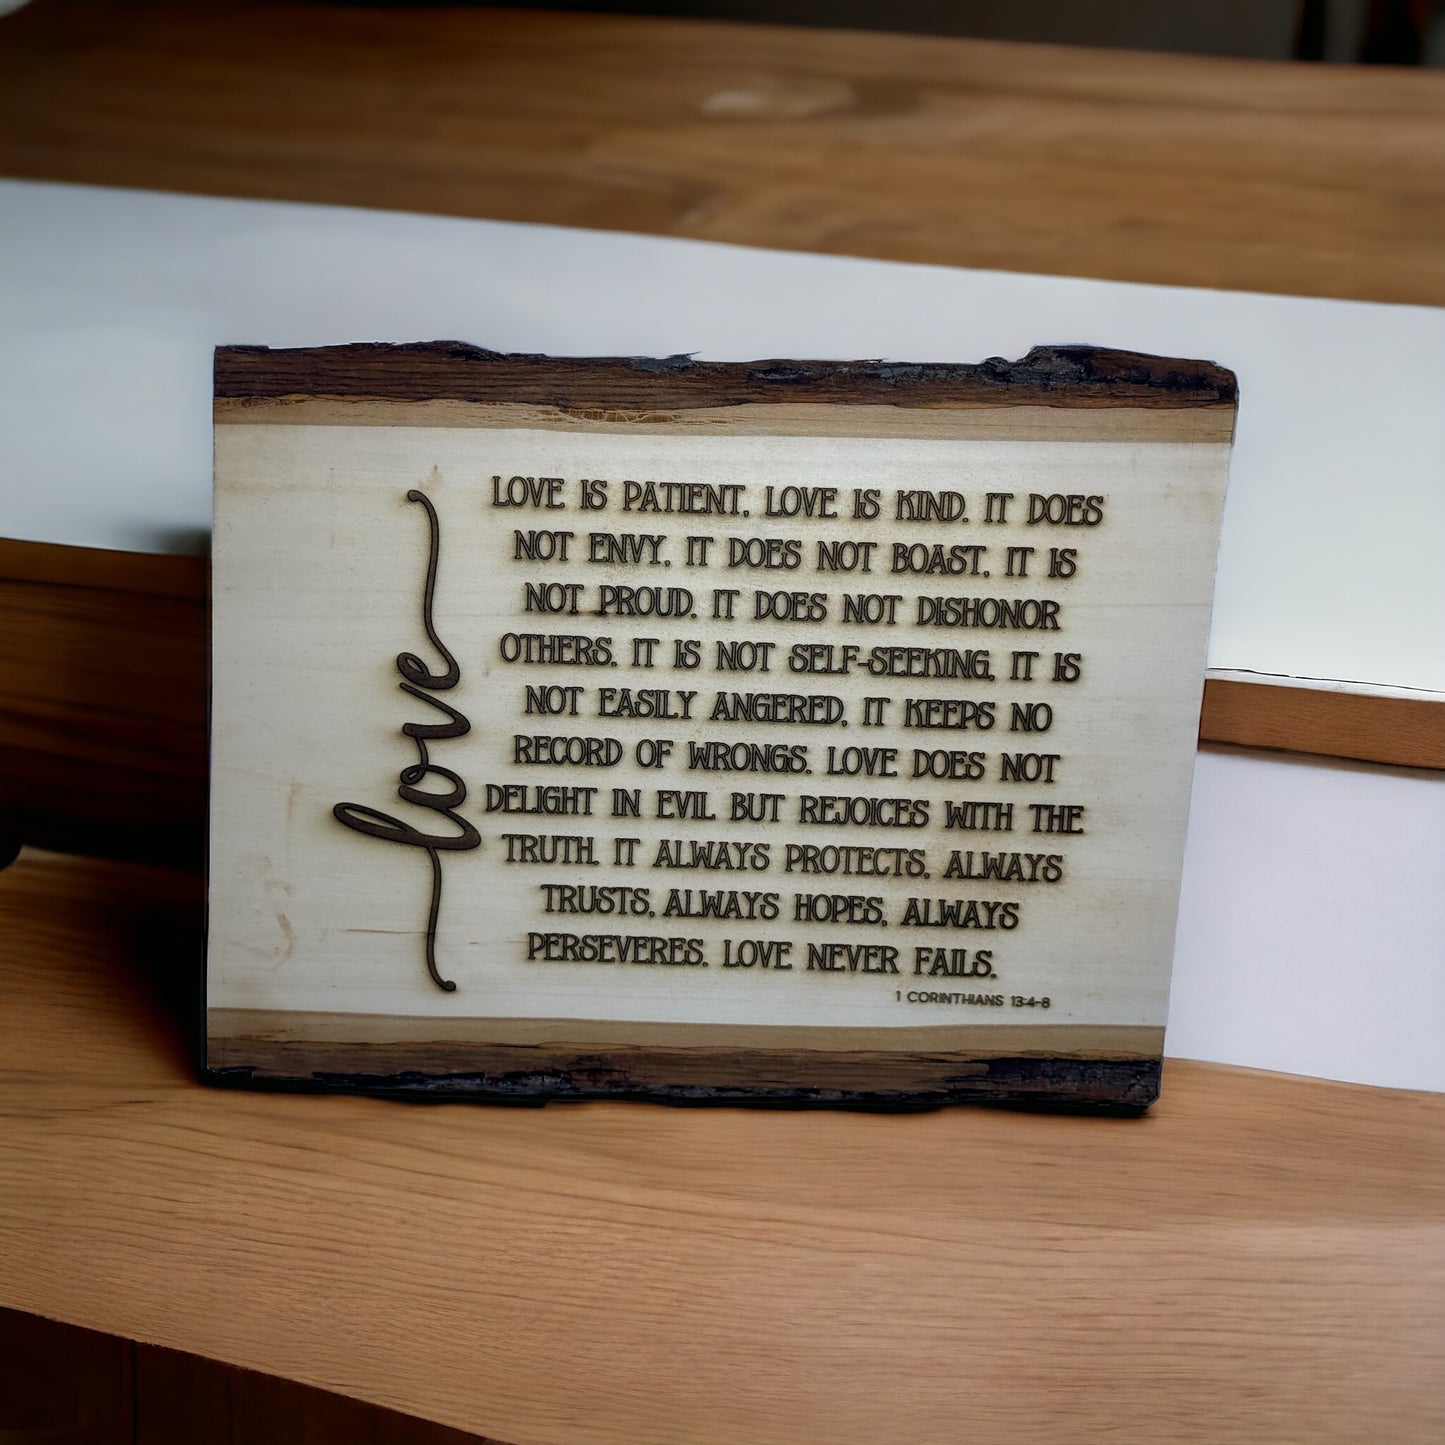 love
LOVE IS PATIENT, LOVE IS KIND. IT DOES
NOT ENVY, IT DOES NOT BOAST, IT IS
NOT PROUD. IT DOES NOT DISHONOR
OTHERS. IT IS NOT SELF-SEEKING, IT IS
NOT EASILY ANGERED, IT KEEPS NO
RECORD OF WRONGS. LOVE DOES NOT
DELIGHT IN EVIL BUT REJOICES WITH THE
TRUTH. IT ALWAYS PROTECTS, ALWAYS
TRUSTS, ALWAYS HOPES, ALWAYS
PERSEVERES. LOVE NEVER FAILS.
1 CORINTHIANS 13:4-8